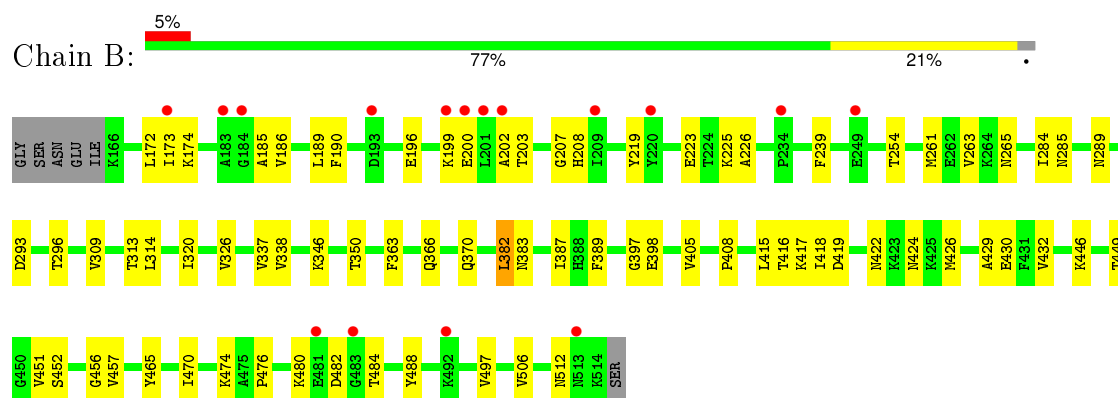 5%
Chain B:
77% 21% •
GLY SER ASN GLU ILE K166 L172 I173 K174 A183 G184 A185 V186 L189 F190 D193 E196 K199 E200 L201 A202 T203 G207 H208 I209 Y219 Y220 E223 T224 K225 A226 P234 F239 E249 T254 M261 E262 V263 K264 N265 I284 N285 N289
D293 T296 V309 T313 L314 I320 V326 V337 V338 K346 T350 F363 Q366 Q370 L382 N383 I387 H388 F389 G397 E398 V405 P408 L415 T416 K417 I418 D419 N422 K423 N424 K425 M426 A429 E430 F431 V432 K446 T449
G450 V451 S452 G456 V457 Y465 I470 K474 A475 P476 K480 E481 D482 G483 T484 Y488 K492 V497 V506 N512 N513 K514 SER